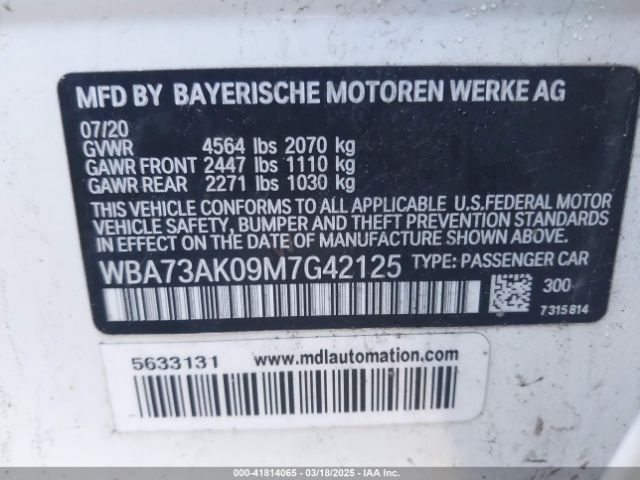 MFD BY BAYERISCHE MOTOREN WERKE AG
07/20
GVWR 4564 lbs 2070 kg
GAWR FRONT 2447 lbs 1110 kg
GAWR REAR 2271 lbs 1030 kg
THIS VEHICLE CONFORMS TO ALL APPLICABLE U.S.FEDERAL MOTOR
VEHICLE SAFETY, BUMPER AND THEFT PREVENTION STANDARDS
IN EFFECT ON THE DATE OF MANUFACTURE SHOWN ABOVE.
WBA73AK09M7G42125 TYPE: PASSENGER CAR
300
7 315 814
5633131 www.mdlautomation.com
000-41814065 - 03/18/2025 - IAA Inc.